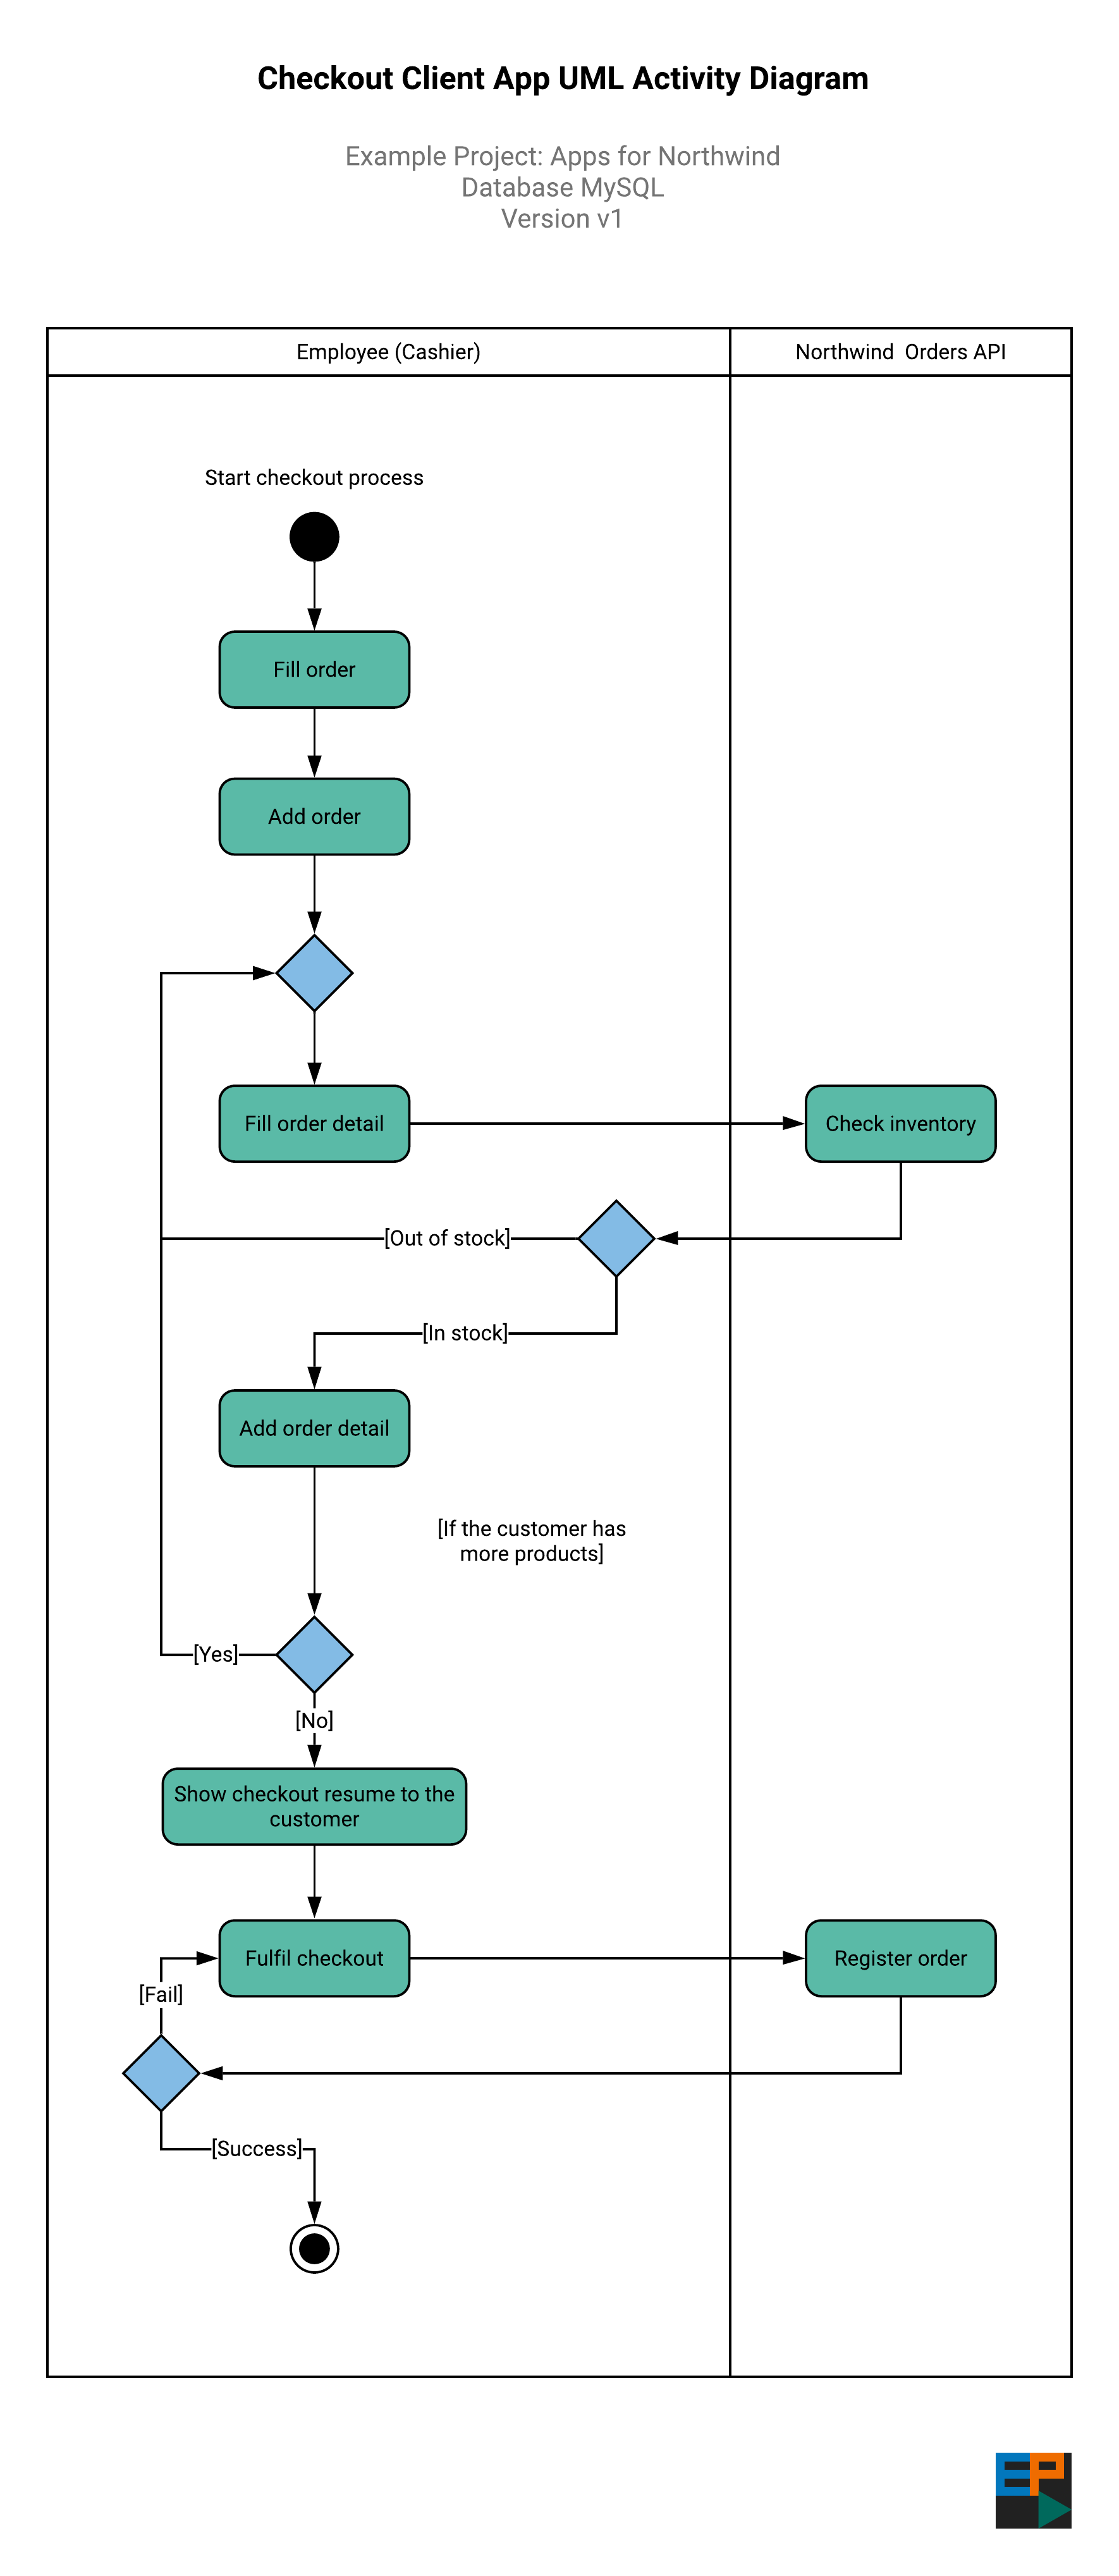 Checkout Client App UML Activity Diagram
Example Project: Apps for Northwind
Database MySQL
Version v1
Employee (Cashier)
Northwind  Orders API
Start checkout process
Fill order
Add order
Fill order detail
Check inventory
[Out of stock]
[In stock]
Add order detail
[If the customer has
more products]
[Yes]
[No]
Show checkout resume to the
customer
Fulfil checkout
Register order
[Fail]
[Success]
EP